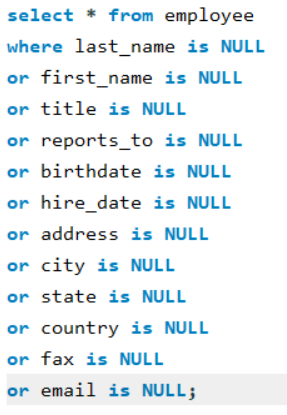 select * from employee
where last_name is NULL
or first_name is NULL
or title is NULL
or reports_to is NULL
or birthdate is NULL
or hire_date is NULL
or address is NULL
or city is NULL
or state is NULL
or country is NULL
or fax is NULL
or email is NULL;